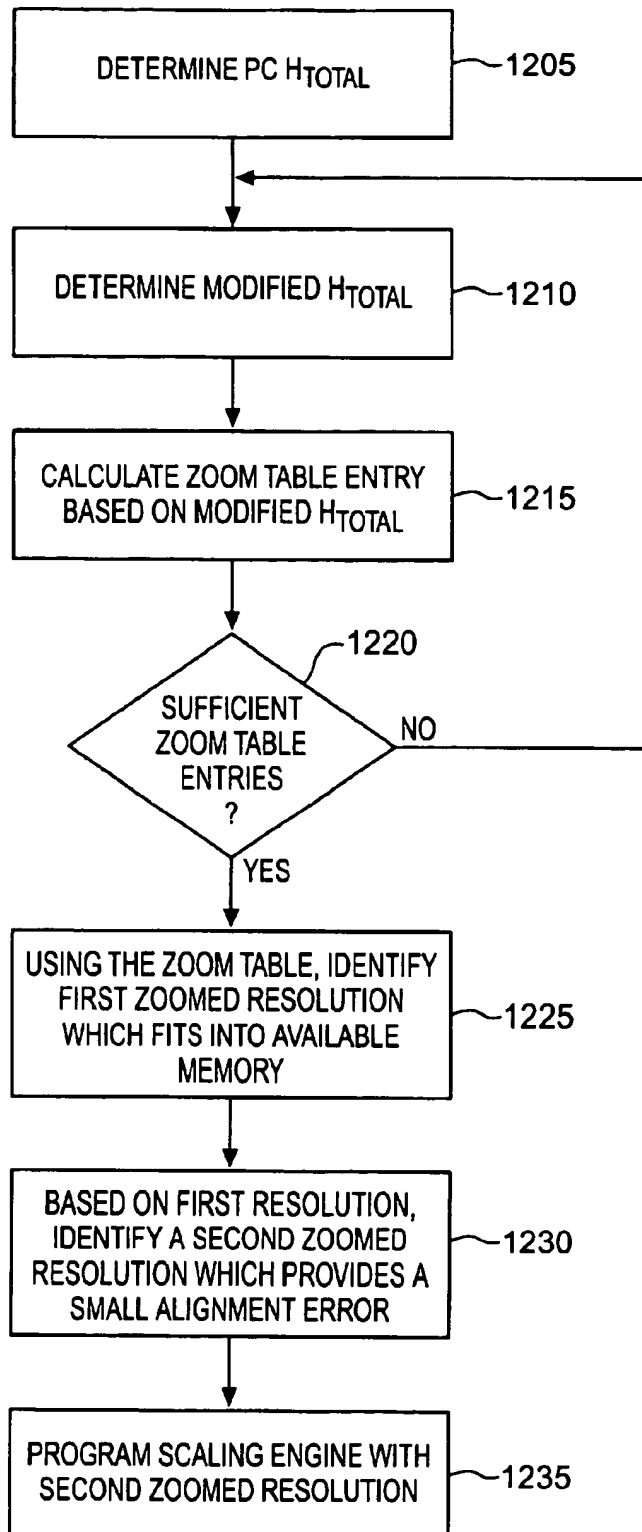 DETERMINE PC HTOTAL
1205
DETERMINE MODIFIED HTOTAL
1210
CALCULATE ZOOM TABLE ENTRY
BASED ON MODIFIED HTOTAL
1215
1220
SUFFICIENT
ZOOM TABLE
ENTRIES
?
NO
YES
USING THE ZOOM TABLE, IDENTIFY
FIRST ZOOMED RESOLUTION
WHICH FITS INTO AVAILABLE
MEMORY
1225
BASED ON FIRST RESOLUTION,
IDENTIFY A SECOND ZOOMED
RESOLUTION WHICH PROVIDES A
SMALL ALIGNMENT ERROR
1230
PROGRAM SCALING ENGINE WITH
SECOND ZOOMED RESOLUTION
1235